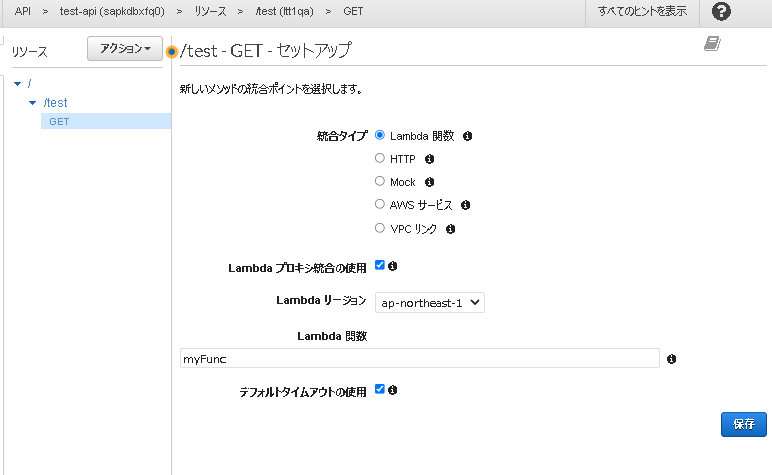 API > test-api (sapkdbxfq0) > リソース > /test (ltt1qa) > GET すべてのヒントを表示 ?
リソース アクション /test - GET - セットアップ
/
/test
GET
新しいメソッドの統合ポイントを選択します。
統合タイプ Lambda 関数
HTTP
Mock
AWS サービス
VPC リンク
Lambda プロキシ統合の使用
Lambda リージョン ap-northeast-1
Lambda 関数
myFunc
デフォルトタイムアウトの使用
保存